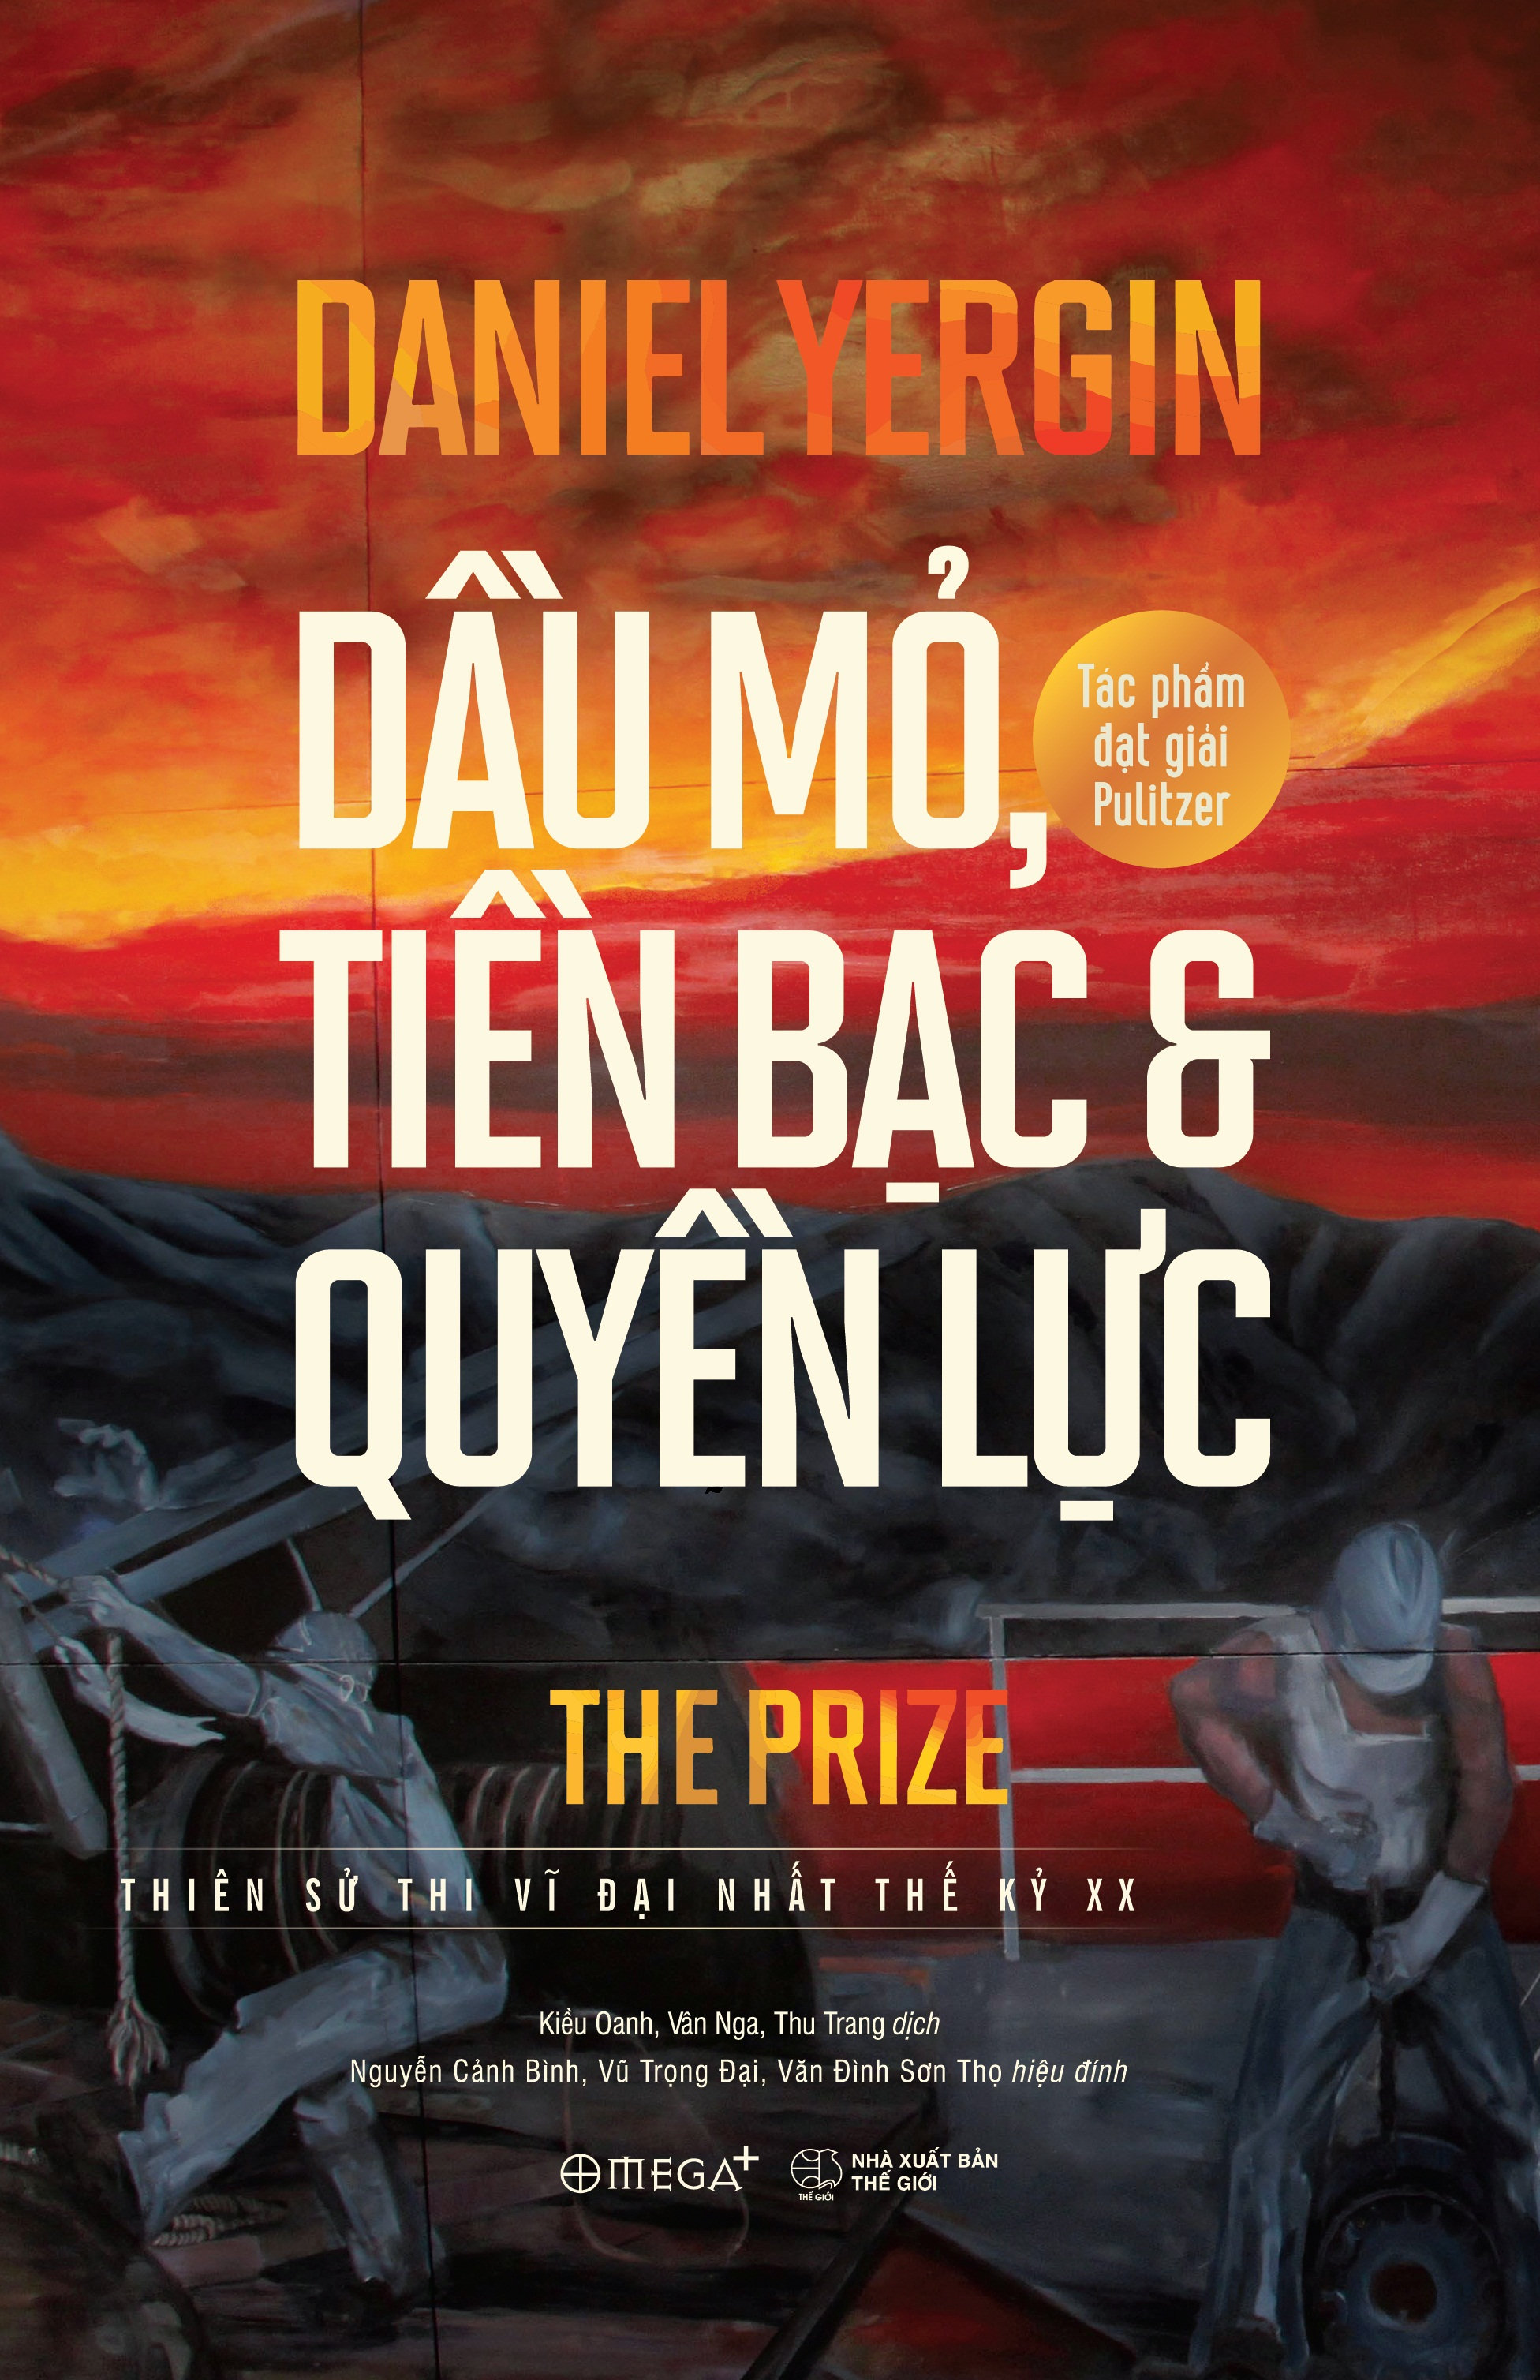 DANIEL YERGIN
DẦU MỎ,
Tác phẩm
đạt giải
Pulitzer
TIỀN BẠC &
QUYỀN LỰC
THE PRIZE
THIÊN SỬ THI VĨ ĐẠI NHẤT THẾ KỶ XX
Kiều Oanh, Vân Nga, Thu Trang dịch
Nguyễn Cảnh Bình, Vũ Trọng Đại, Văn Đình Sơn Thọ hiệu đính
OMEGA+
THẾ GIỚI
NHÀ XUẤT BẢN
THẾ GIỚI